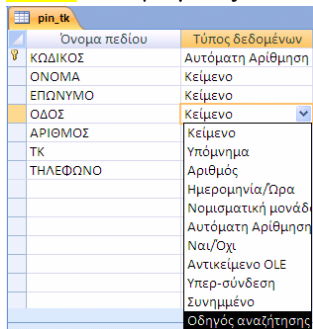 pin_tk
Όνομα πεδίου Τύπος δεδομένων
ΚΩΔΙΚΟΣ Αυτόματη Αρίθμηση
ΟΝΟΜΑ Κείμενο
ΕΠΩΝΥΜΟ Κείμενο
ΟΔΟΣ Κείμενο
ΑΡΙΘΜΟΣ Κείμενο
ΤΚ Υπόμνημα
ΤΗΛΕΦΩΝΟ Αριθμός
Ημερομηνία/Ώρα
Νομισματική μονάδ
Αυτόματη Αρίθμηση
Ναι/Όχι
Αντικείμενο OLE
Υπερ-σύνδεση
Συνημμένο
Οδηγός αναζήτησης